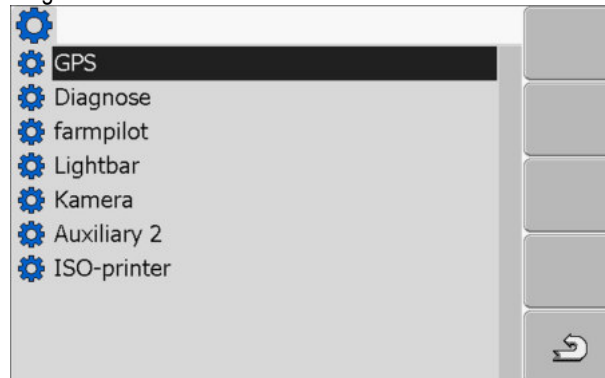 GPS
Diagnose
farmpilot
Lightbar
Kamera
Auxiliary 2
ISO-printer